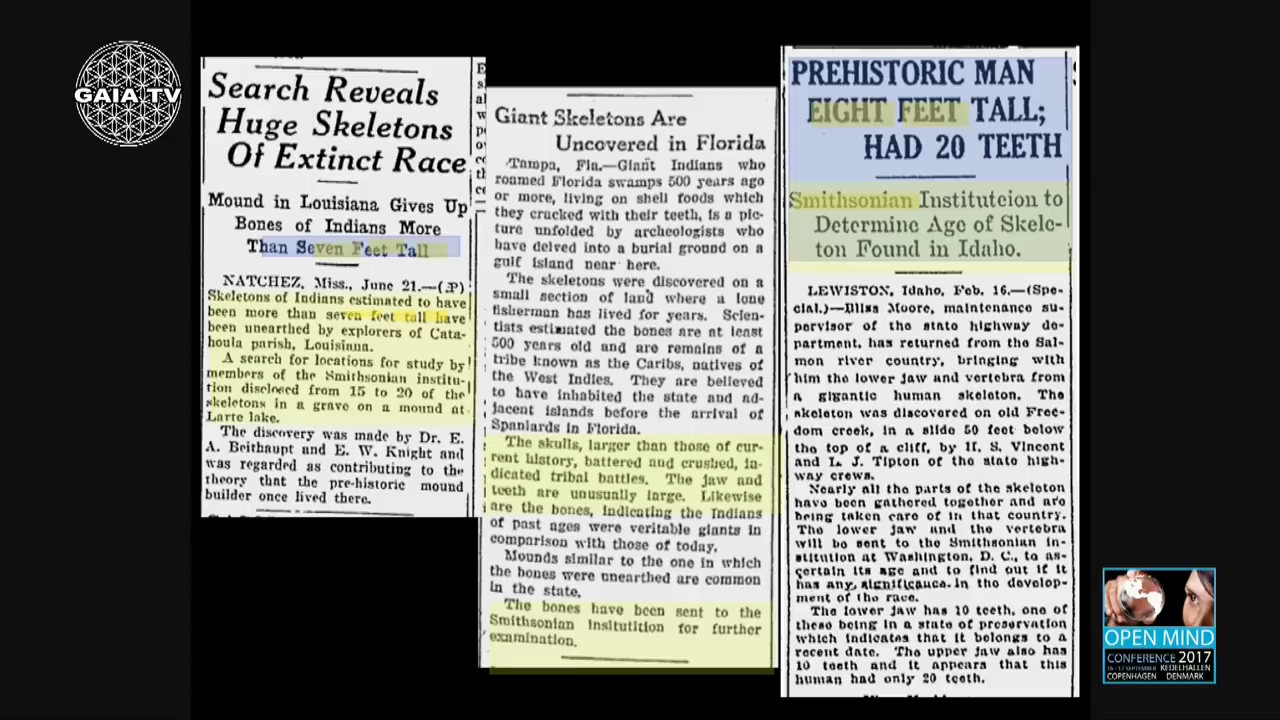 GAIA TV
Search Reveals
Huge Skeletons
Of Extinct Race
Mound in Louisiana Gives Up
Bones of Indians More
Than Seven Feet Tall
NATCHEZ, Miss., June 21.—(AP)
Skeletons of Indians estimated to have
been more than seven feet tall have
been unearthed by explorers of Cata-
houla parish, Louisiana.
A search for locations for study by
members of the Smithsonian institu-
tion disclosed from 15 to 20 of the
skeletons in a grave on a mound at
Larre lake.
The discovery was made by Dr. E.
A. Beithaupt and E. W. Knight and
was regarded as contributing to the
theory that the pre-historic mound
builder once lived there.
Giant Skeletons Are
Uncovered in Florida
Tampa, Fla.—Giant Indians who
roamed Florida swamps 500 years ago
or more, living on shell foods which
they cracked with their teeth, is a pic-
ture unfolded by archeologists who
have delved into a burial ground on a
gulf island near here.
The skeletons were discovered on a
small section of land where a lone
fisherman has lived for years. Scien-
tists estimated the bones are at least
500 years old and are remains of a
tribe known as the Caribs, natives of
the West Indies. They are believed
to have inhabited the state and ad-
jacent islands before the arrival of
Spaniards in Florida.
The skulls, larger than those of cur-
rent history, battered and crushed, in-
dicated tribal battles. The jaw and
teeth are unusually large. Likewise
are the bones, indicating the Indians
of past ages were veritable giants in
comparison with those of today.
Mounds similar to the one in which
the bones were unearthed are common
in the state.
The bones have been sent to the
Smithsonian insitutition for further
examination.
PREHISTORIC MAN
EIGHT FEET TALL;
HAD 20 TEETH
Smithsonian Instituteion to
Determine Age of Skele-
ton Found in Idaho.
LEWISTON, Idaho, Feb. 16.—(Spe-
cial.)—Bliss Moore, maintenance su-
pervisor of the state highway de-
partment, has returned from the Sal-
mon river country, bringing with
him the lower jaw and vertebra from
a gigantic human skeleton. The
skeleton was discovered on old Free-
dom creek, in a slide 50 feet below
the top of a cliff, by H. S. Vincent
and L. J. Tipton of the state high-
way crews.
Nearly all the parts of the skeleton
have been gathered together and are
being taken care of in that country.
The lower jaw and the vertebra
will be sent to the Smithsonian in-
stitution at Washington, D. C., to as-
certain its age and to find out if it
has any significance in the develop-
ment of the race.
The lower jaw has 10 teeth, one of
these being in a state of preservation
which indicates that it belongs to a
recent date. The upper jaw also has
10 teeth and it appears that this
human had only 20 teeth.
OPEN MIND
CONFERENCE 2017
16 - 17 SEPTEMBER KEDELHALLEN
COPENHAGEN DENMARK